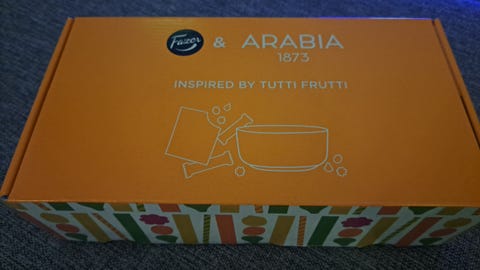 Fazer & ARABIA
1873
INSPIRED BY TUTTI FRUTTI